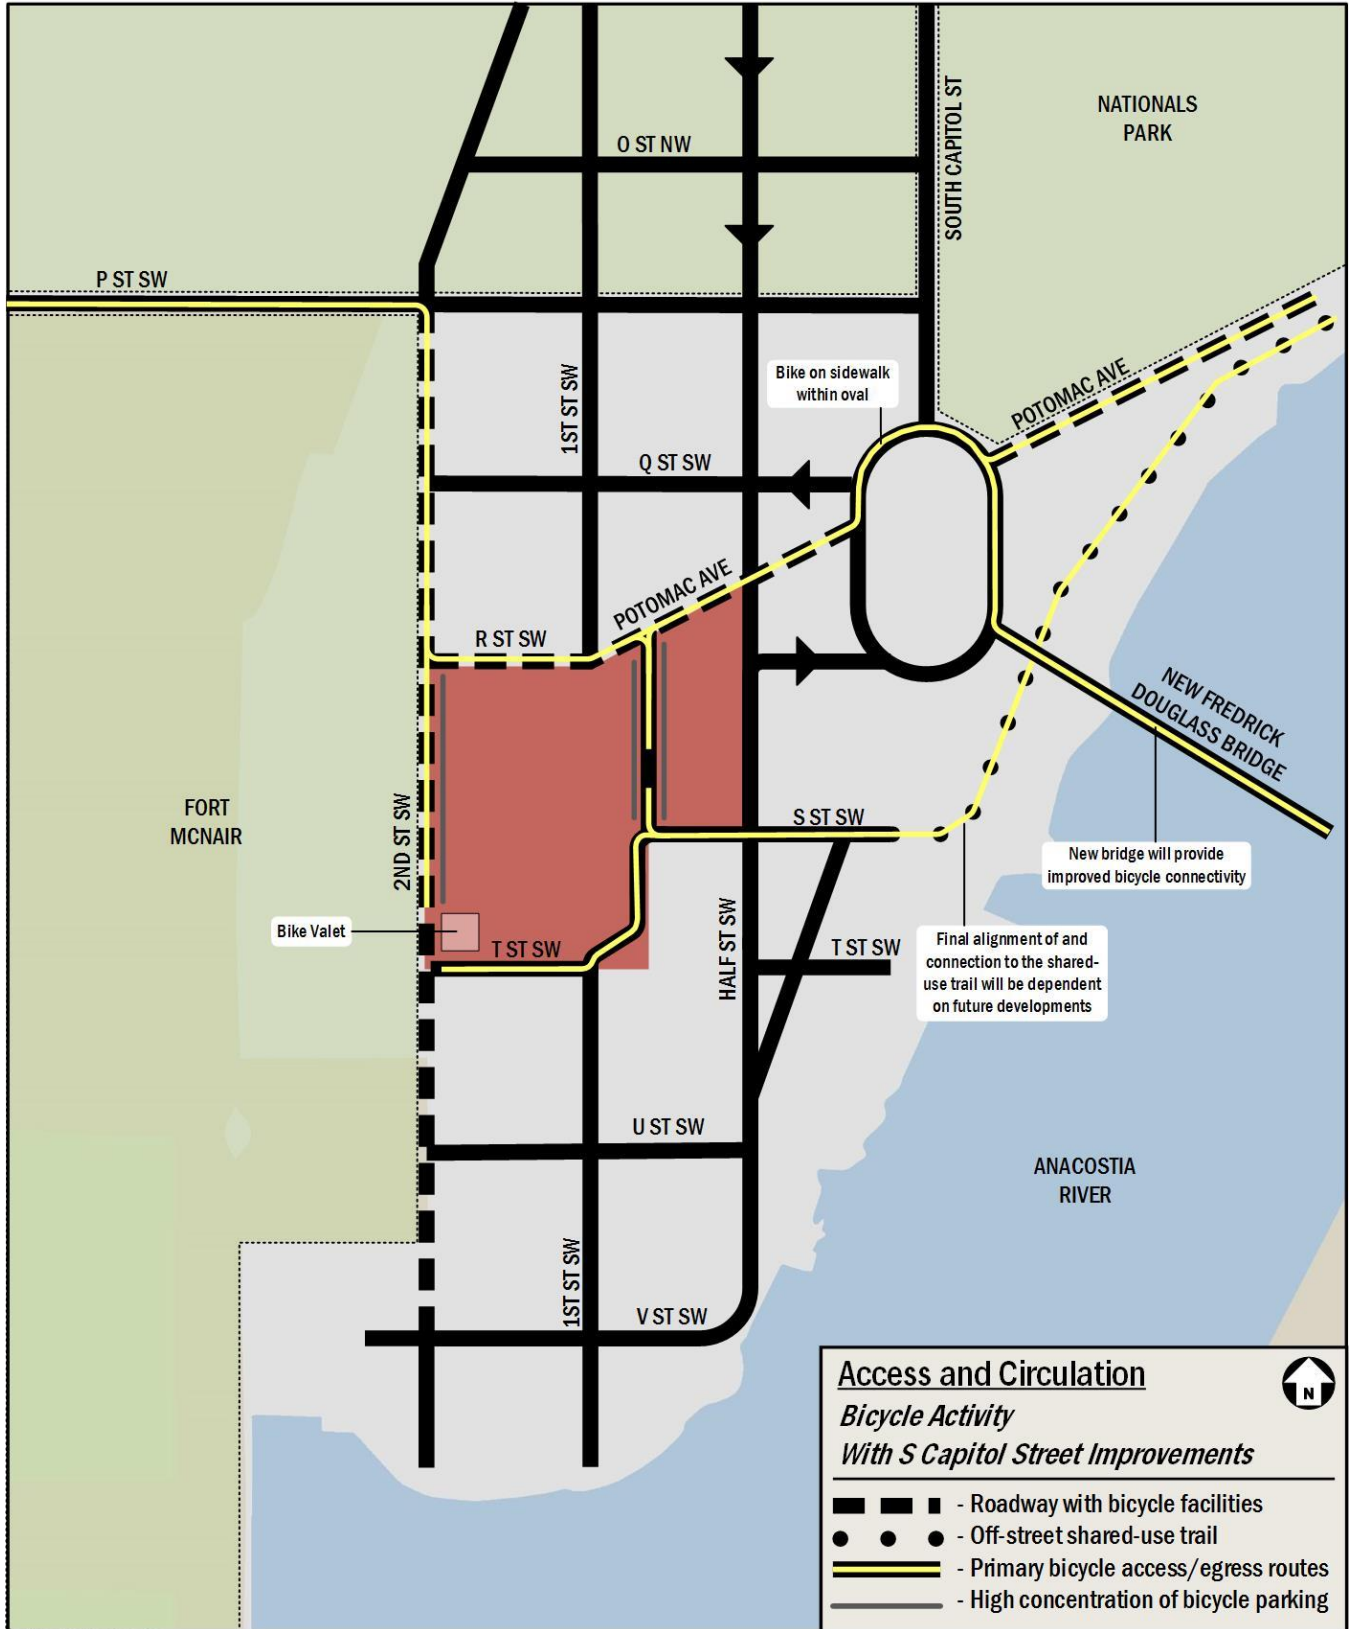 NATIONALS
PARK
SOUTH CAPITOL ST
O ST NW
P ST SW
1ST ST SW
Bike on sidewalk
within oval
POTOMAC AVE
Q ST SW
POTOMAC AVE
R ST SW
NEW FREDRICK
DOUGLASS BRIDGE
FORT
MCNAIR
2ND ST SW
S ST SW
New bridge will provide
improved bicycle connectivity
Bike Valet
T ST SW
HALF ST SW
T ST SW
Final alignment of and
connection to the shared-
use trail will be dependent
on future developments
U ST SW
ANACOSTIA
RIVER
1ST ST SW
V ST SW
Access and Circulation
N
Bicycle Activity
With S Capitol Street Improvements
- Roadway with bicycle facilities
- Off-street shared-use trail
- Primary bicycle access/egress routes
- High concentration of bicycle parking